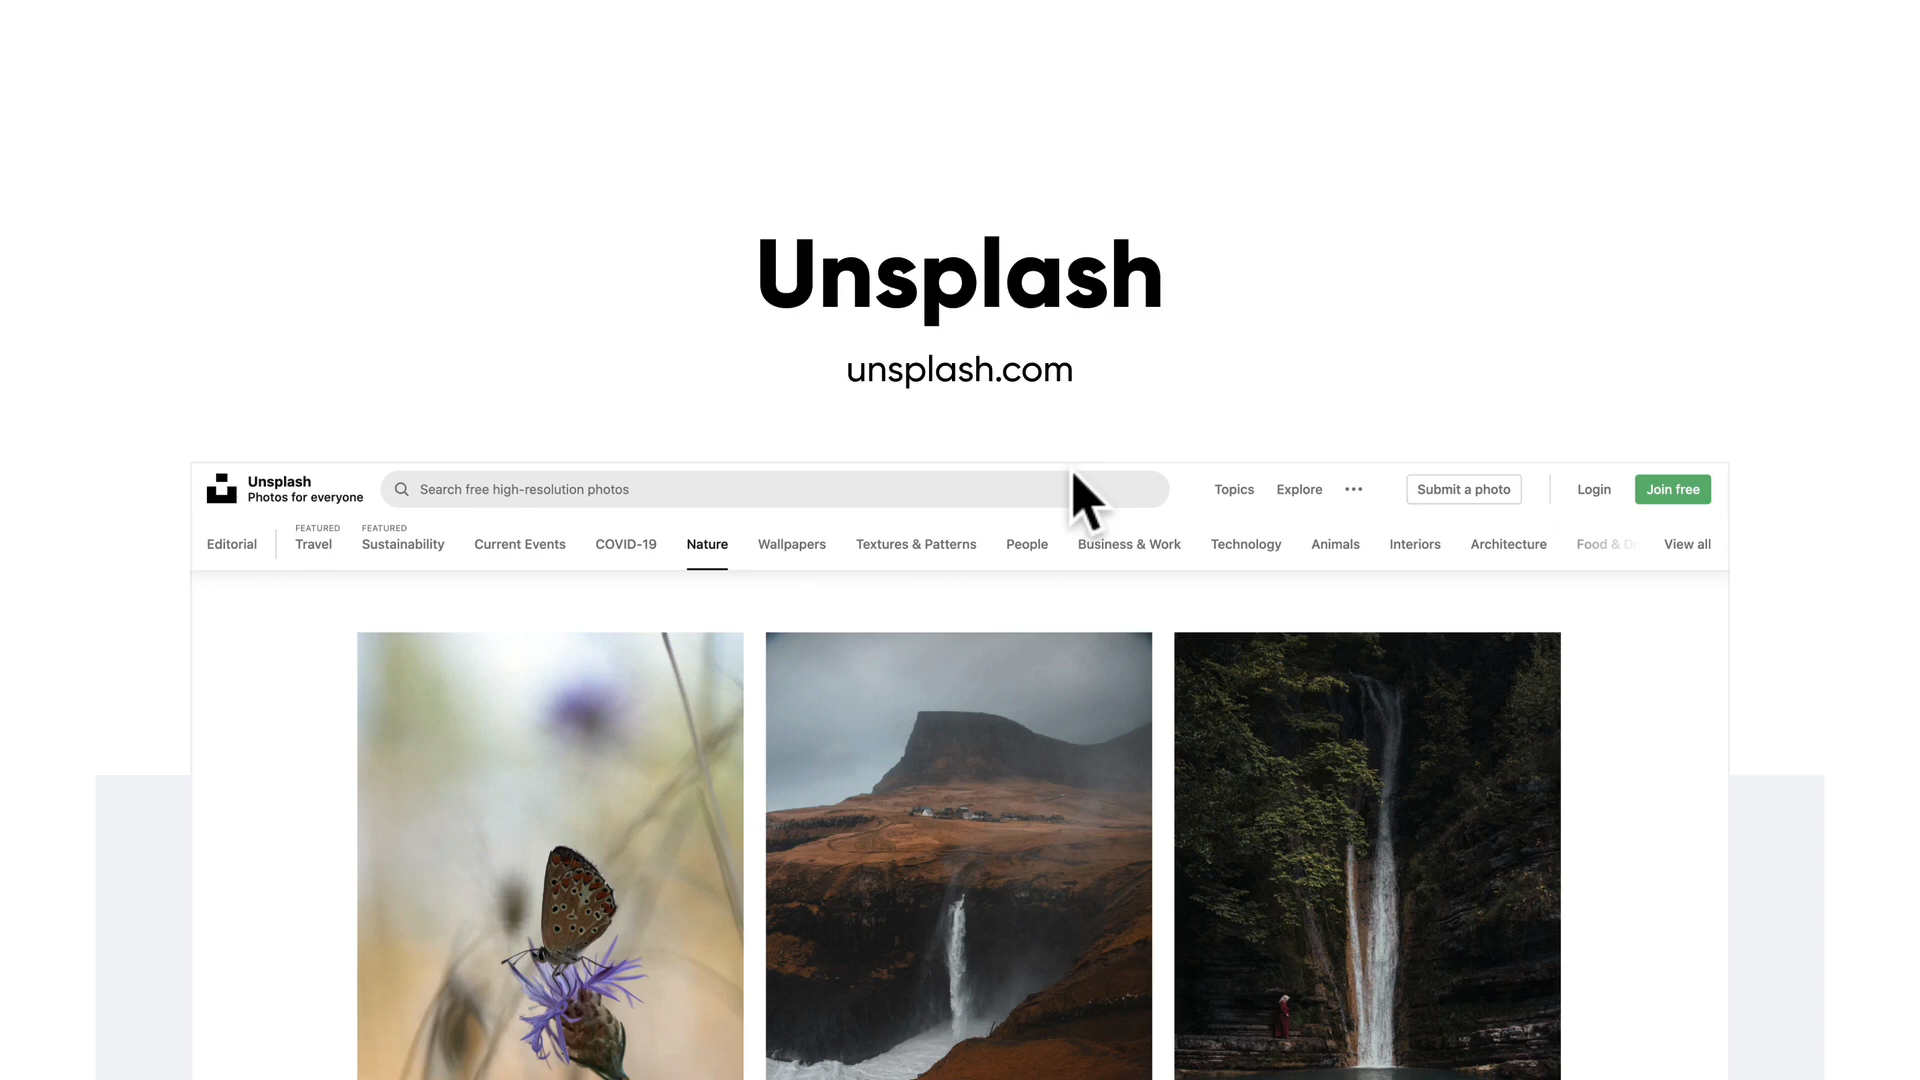 Unsplash
unsplash.com
Unsplash
Photos for everyone
Search free high-resolution photos
Topics
Explore
Submit a photo
Login
Join free
Editorial
FEATURED
Travel
FEATURED
Sustainability
Current Events
COVID-19
Nature
Wallpapers
Textures & Patterns
People
Business & Work
Technology
Animals
Interiors
Architecture
Food &
View all